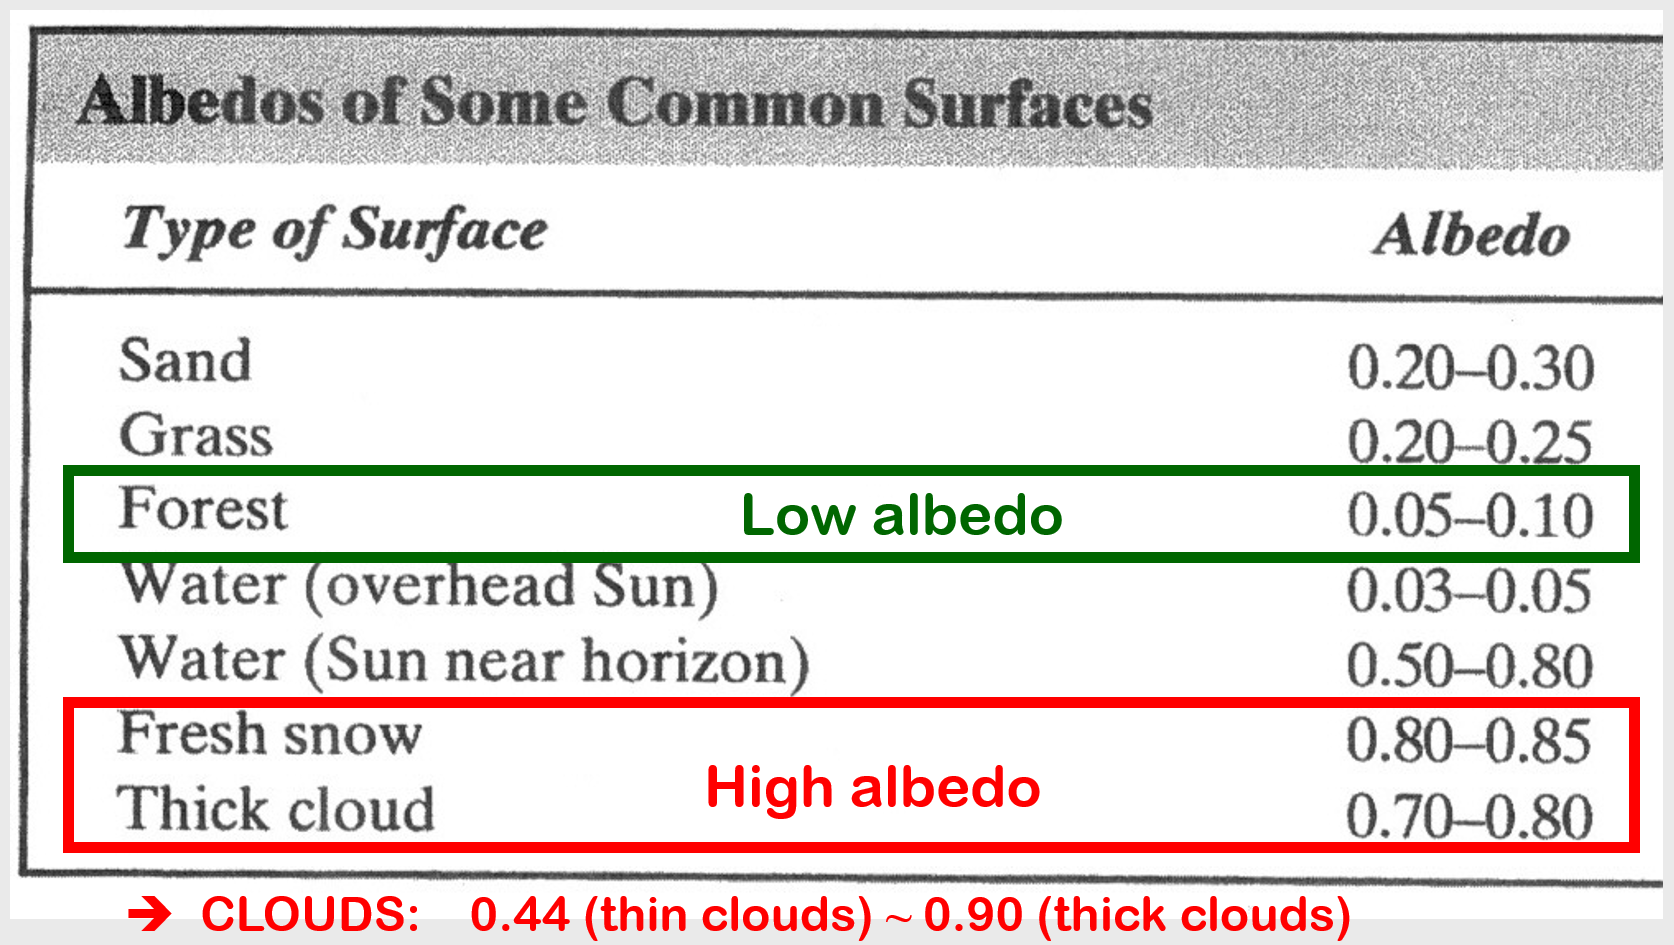 Albedos of Some Common Surfaces
Type of Surface Albedo
Sand 0.20–0.30
Grass 0.20–0.25
Forest Low albedo 0.05–0.10
Water (overhead Sun) 0.03–0.05
Water (Sun near horizon) 0.50–0.80
Fresh snow 0.80–0.85
High albedo
Thick cloud 0.70–0.80
➔ CLOUDS: 0.44 (thin clouds) ~ 0.90 (thick clouds)